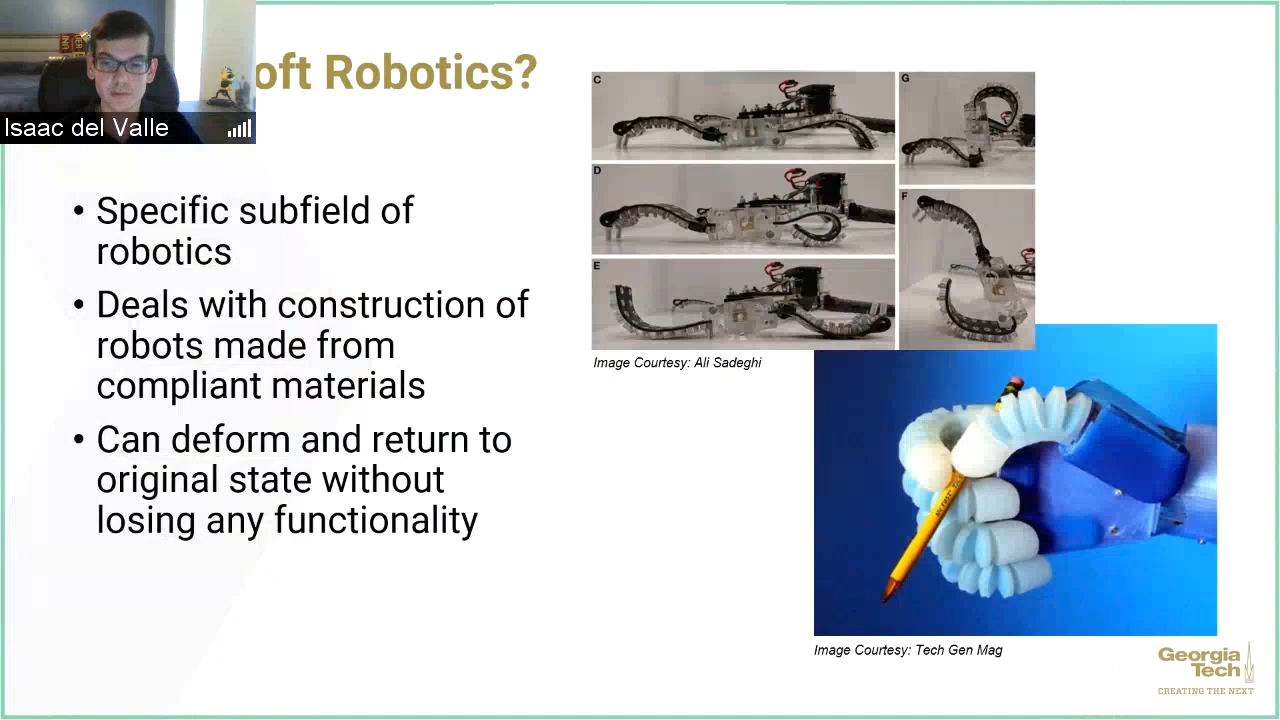 oft Robotics?
Isaac del Valle
• Specific subfield of
robotics
• Deals with construction of
robots made from
compliant materials
• Can deform and return to
original state without
losing any functionality
C
D
E
G
F
Image Courtesy: Ali Sadeghi
Image Courtesy: Tech Gen Mag
Georgia
Tech
CREATING THE NEXT